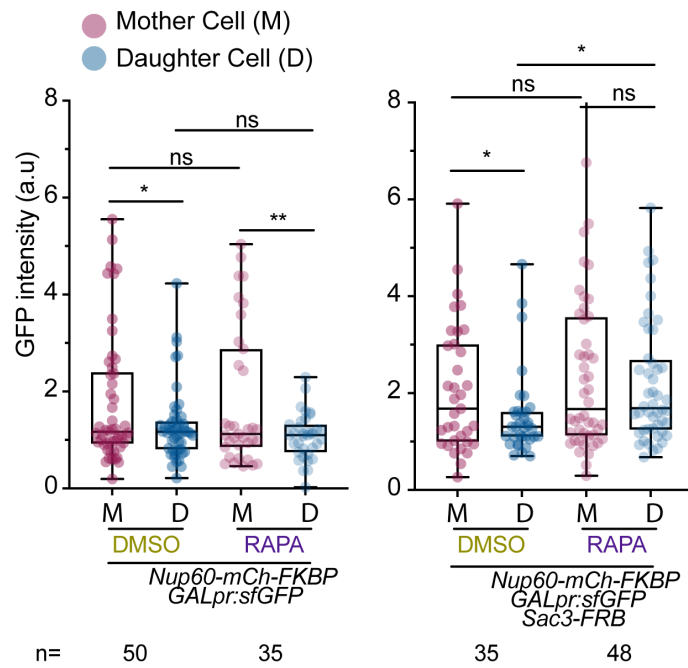 Mother Cell (M)
Daughter Cell (D)
GFP intensity (a.u)
8
6
4
2
0
ns
ns
*
**
M D M D
DMSO RAPA
Nup60-mCh-FKBP
GALpr:sfGFP
8
6
4
2
0
*
ns
ns
*
M D M D
DMSO RAPA
Nup60-mCh-FKBP
GALpr:sfGFP
Sac3-FRB
n= 50 35 35 48